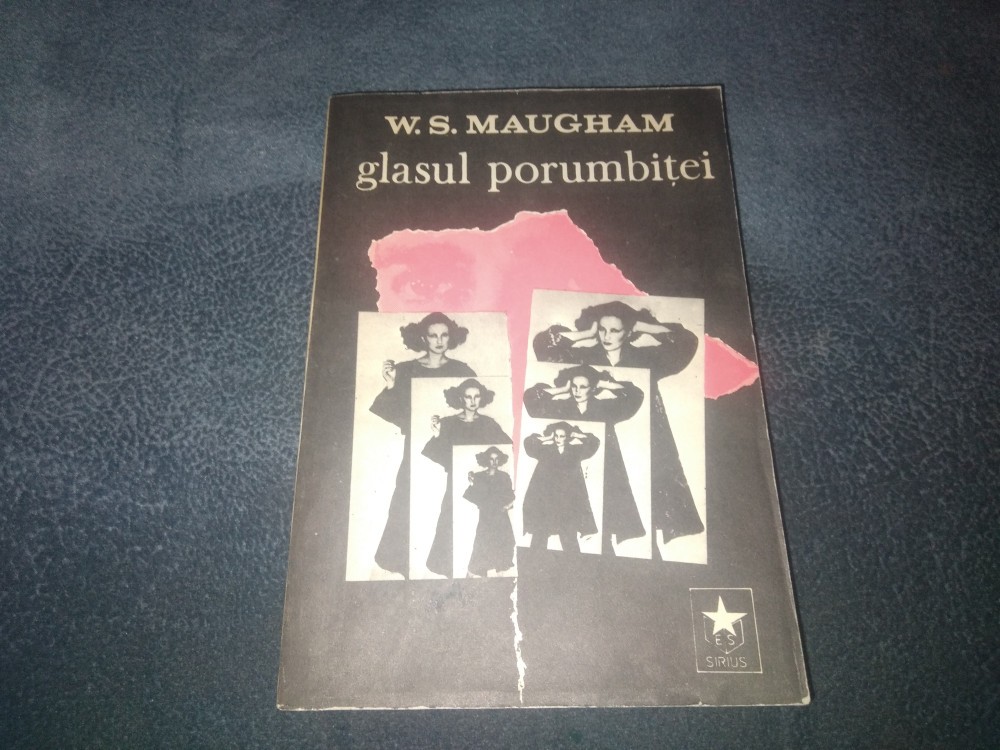 W. S. MAUGHAM
glasul porumbiței
E S
SIRIUS